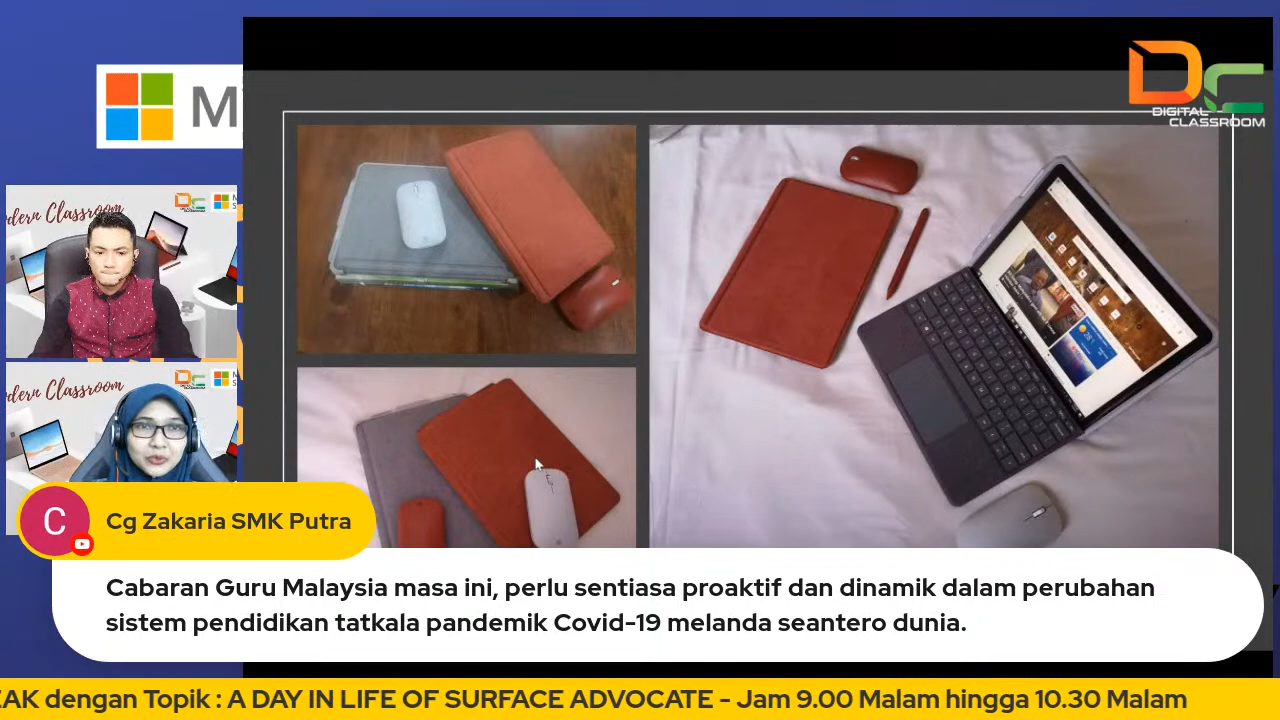 M
DIGITAL
CLASSROOM
dern Classroom
Modern Classroom
C
Cg Zakaria SMK Putra
Cabaran Guru Malaysia masa ini, perlu sentiasa proaktif dan dinamik dalam perubahan
sistem pendidikan tatkala pandemik Covid-19 melanda seantero dunia.
EAK dengan Topik : A DAY IN LIFE OF SURFACE ADVOCATE - Jam 9.00 Malam hingga 10.30 Malam